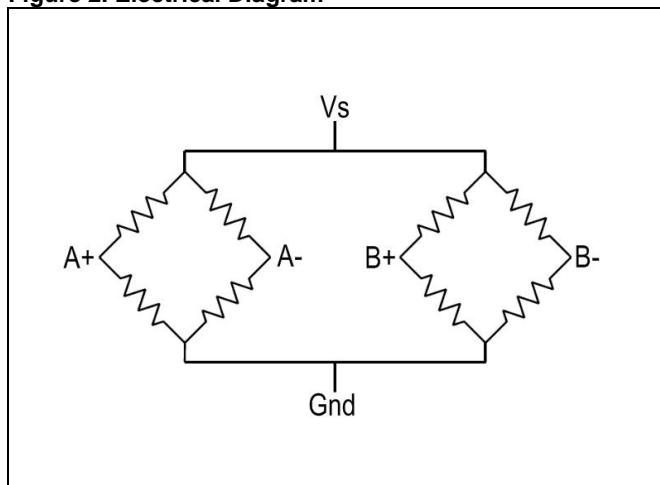 Figure 2. Electrical Diagram
Vs
A+ A- B+ B-
Gnd